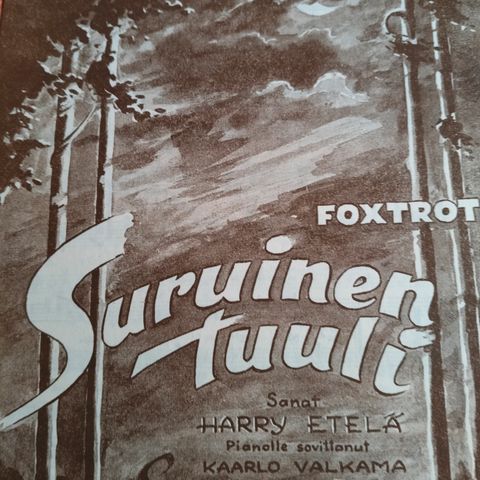 FOXTROT
Suruinen
tuuli
Sanat
HARRY ETELÄ
Pianolle sovittanut
KAARLO VALKAMA